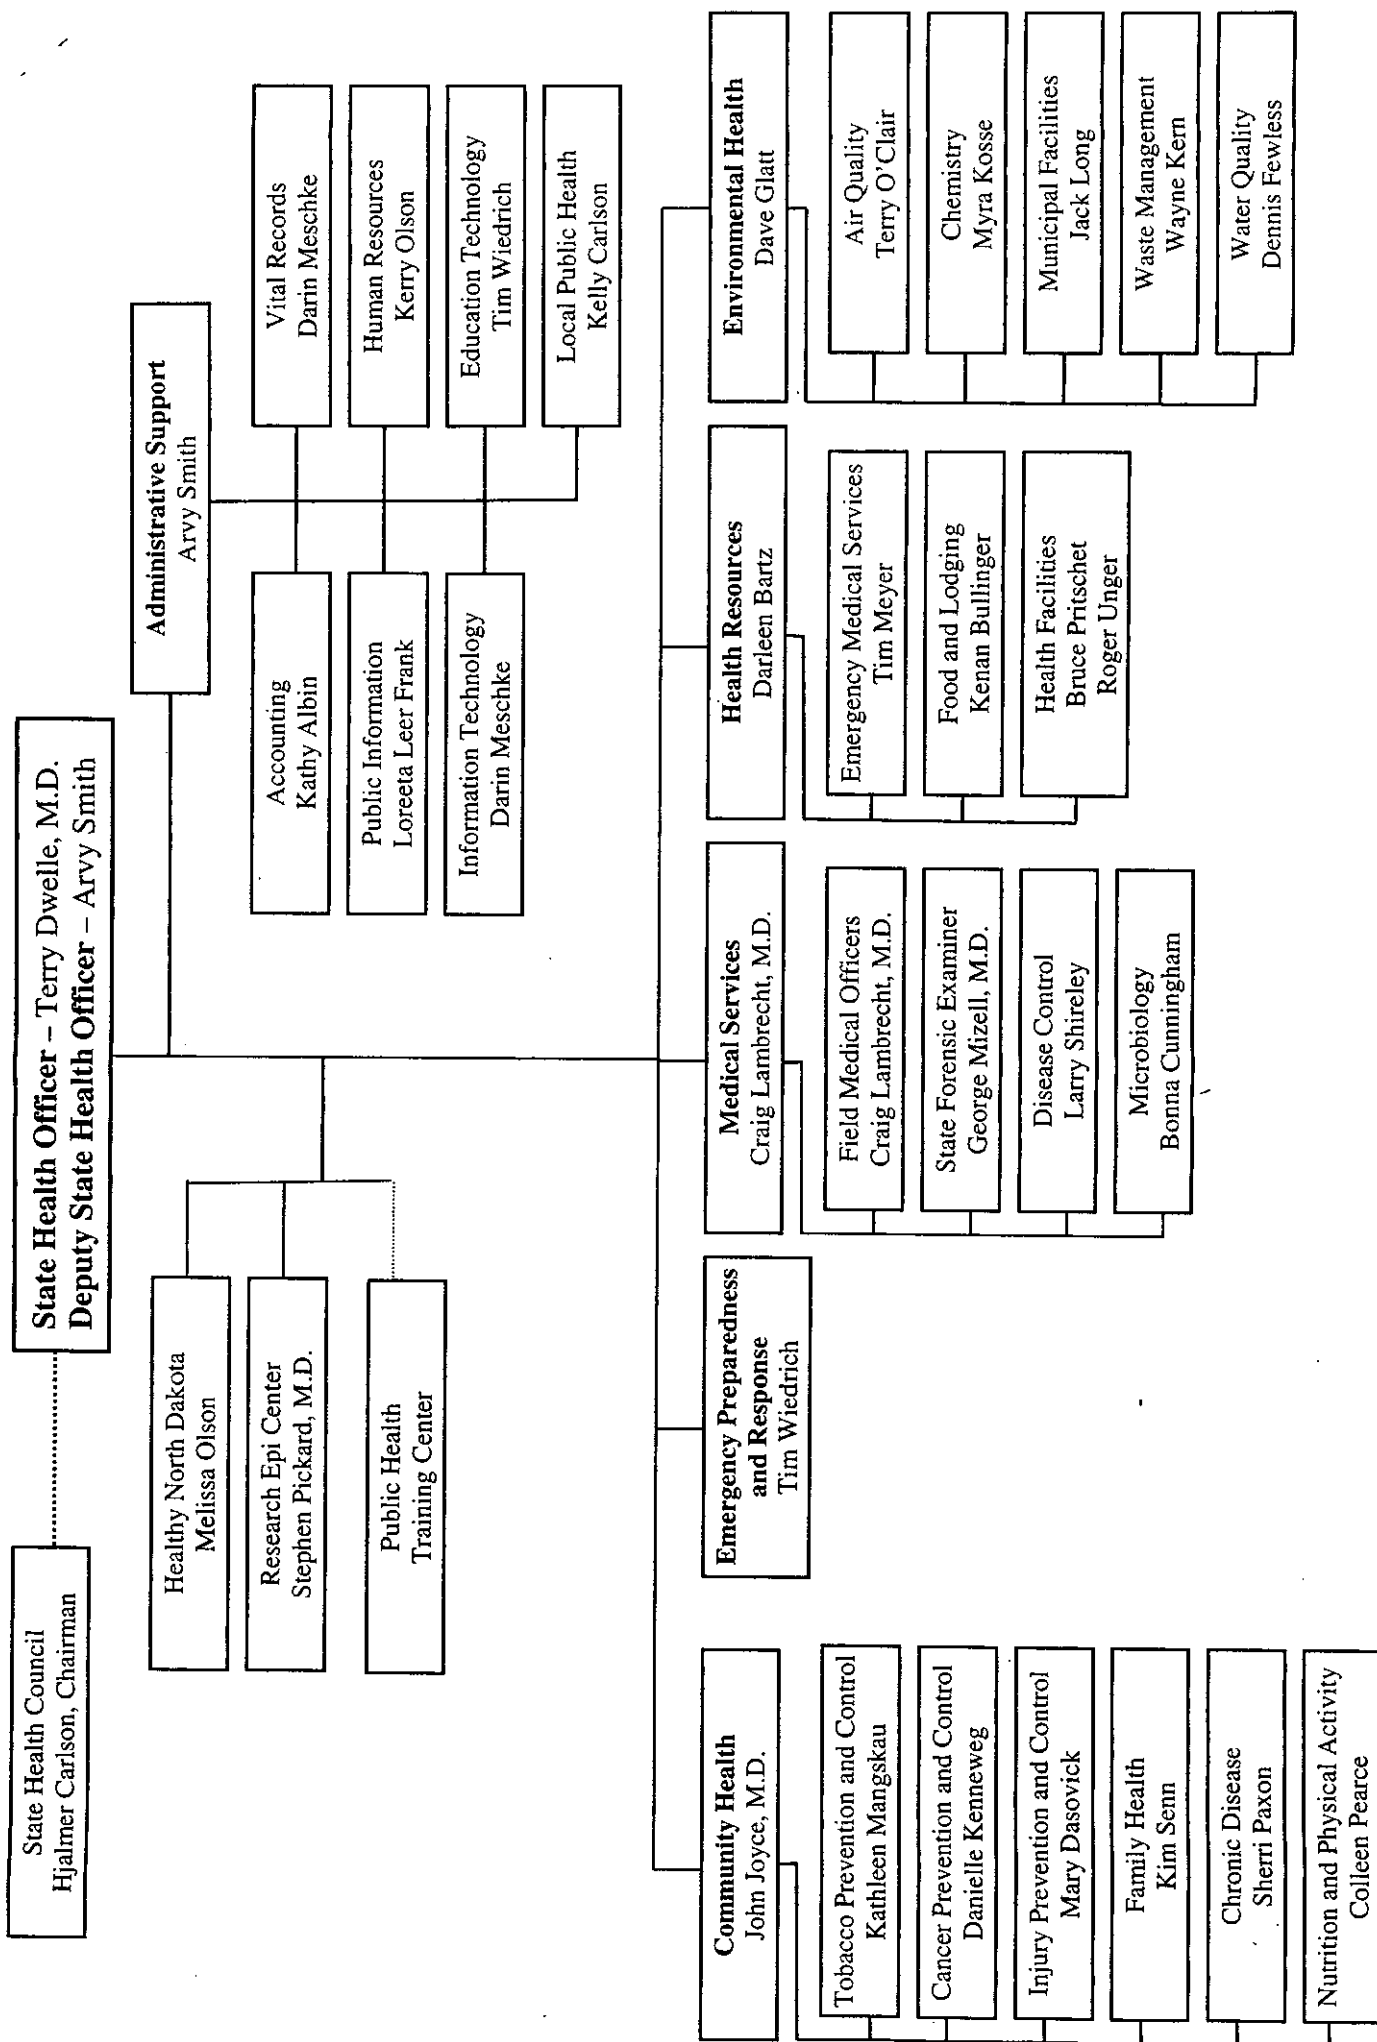 State Health Council
Hjalmer Carlson, Chairman
State Health Officer – Terry Dwelle, M.D.
Deputy State Health Officer – Arvy Smith
Administrative Support
Arvy Smith
Healthy North Dakota
Melissa Olson
Research Epi Center
Stephen Pickard, M.D.
Public Health
Training Center
Accounting
Kathy Albin
Vital Records
Darin Meschke
Public Information
Loreeta Leer Frank
Human Resources
Kerry Olson
Information Technology
Darin Meschke
Education Technology
Tim Wiedrich
Local Public Health
Kelly Carlson
Community Health
John Joyce, M.D.
Tobacco Prevention and Control
Kathleen Mangskau
Cancer Prevention and Control
Danielle Kenneweg
Injury Prevention and Control
Mary Dasovick
Family Health
Kim Senn
Chronic Disease
Sherri Paxon
Nutrition and Physical Activity
Colleen Pearce
Emergency Preparedness
and Response
Tim Wiedrich
Medical Services
Craig Lambrecht, M.D.
Field Medical Officers
Craig Lambrecht, M.D.
State Forensic Examiner
George Mizell, M.D.
Disease Control
Larry Shireley
Microbiology
Bonna Cunningham
Health Resources
Darleen Bartz
Emergency Medical Services
Tim Meyer
Food and Lodging
Kenan Bullinger
Health Facilities
Bruce Pritschet
Roger Unger
Environmental Health
Dave Glatt
Air Quality
Terry O'Clair
Chemistry
Myra Kosse
Municipal Facilities
Jack Long
Waste Management
Wayne Kern
Water Quality
Dennis Fewless